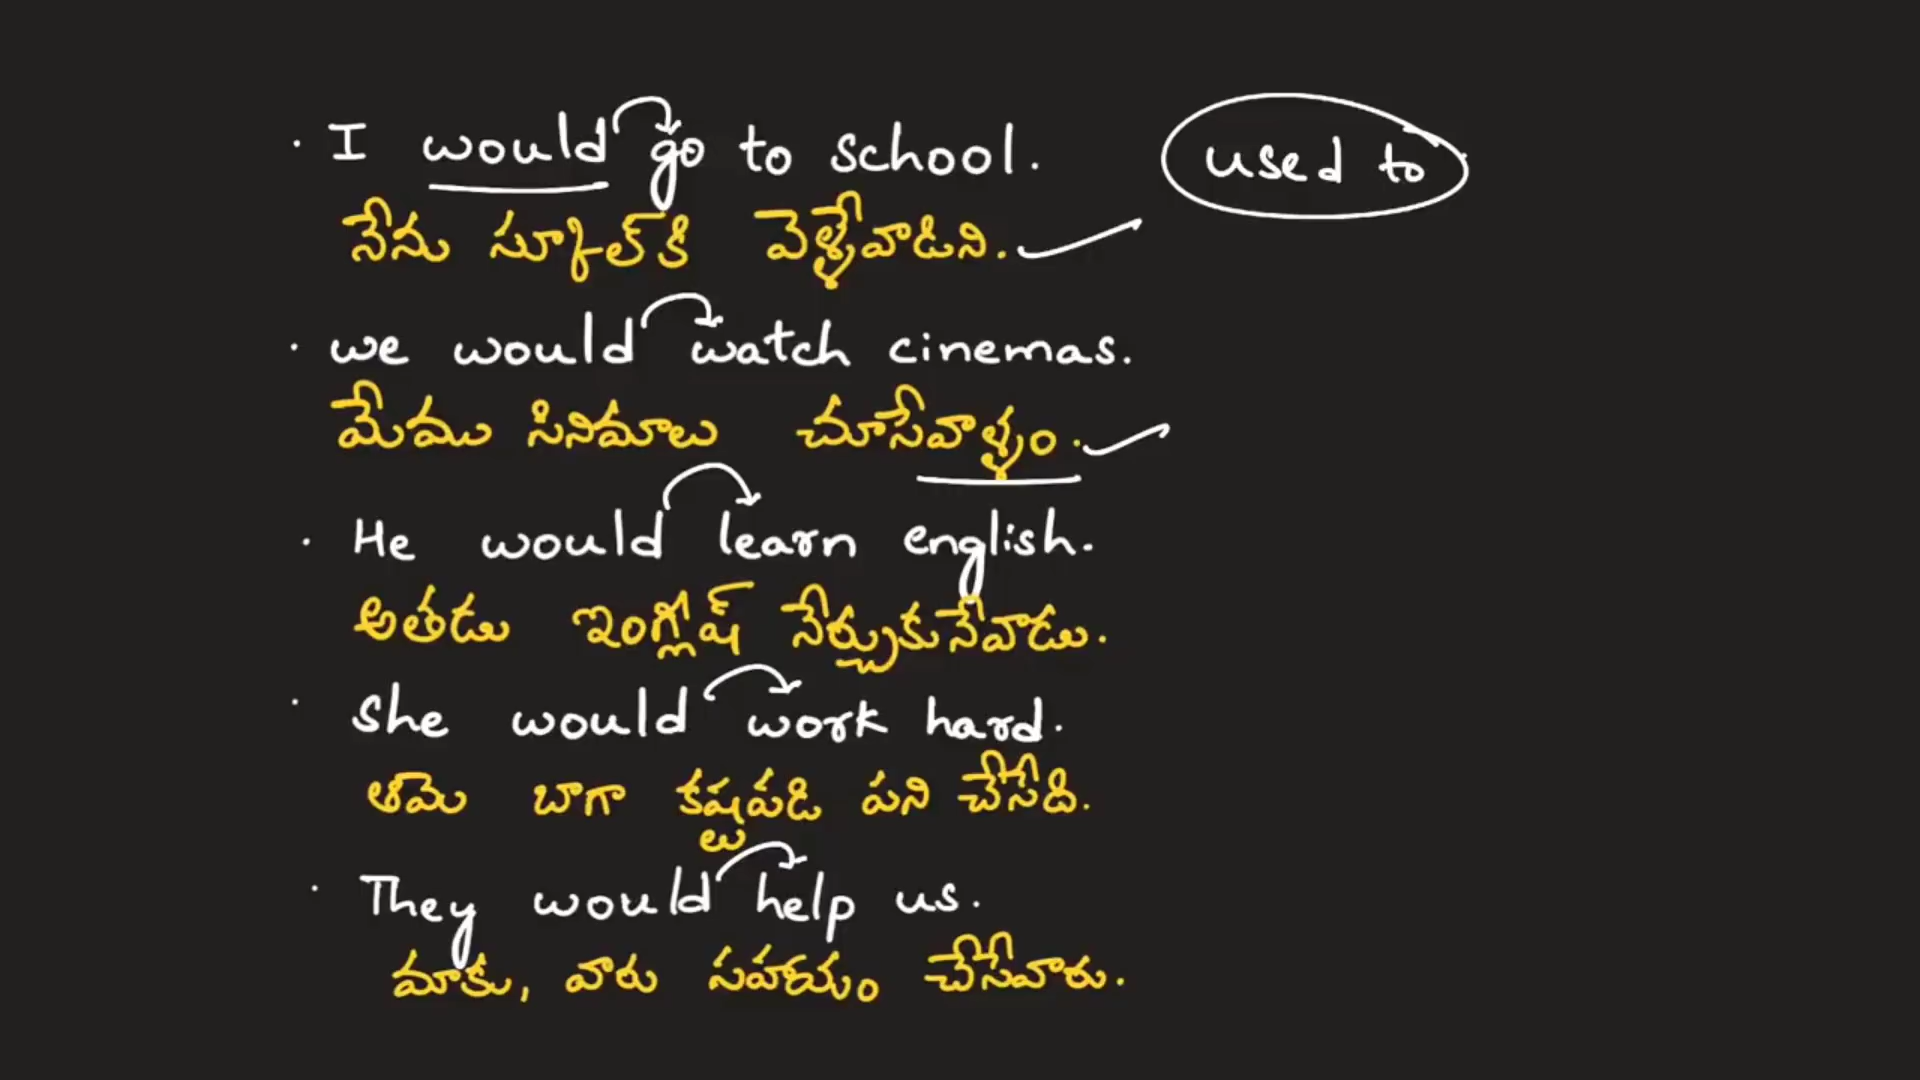 I would go to school. used to
నేను స్కూల్‌కి వెళ్ళేవాడిని.
we would watch cinemas.
మేము సినిమాలు చూసేవాళ్ళం.
He would learn english.
అతడు ఇంగ్లీష్ నేర్చుకునేవాడు.
She would work hard.
ఆమె బాగా కష్టపడి పని చేసేది.
They would help us.
మాకు, వారు సహాయం చేసేవారు.